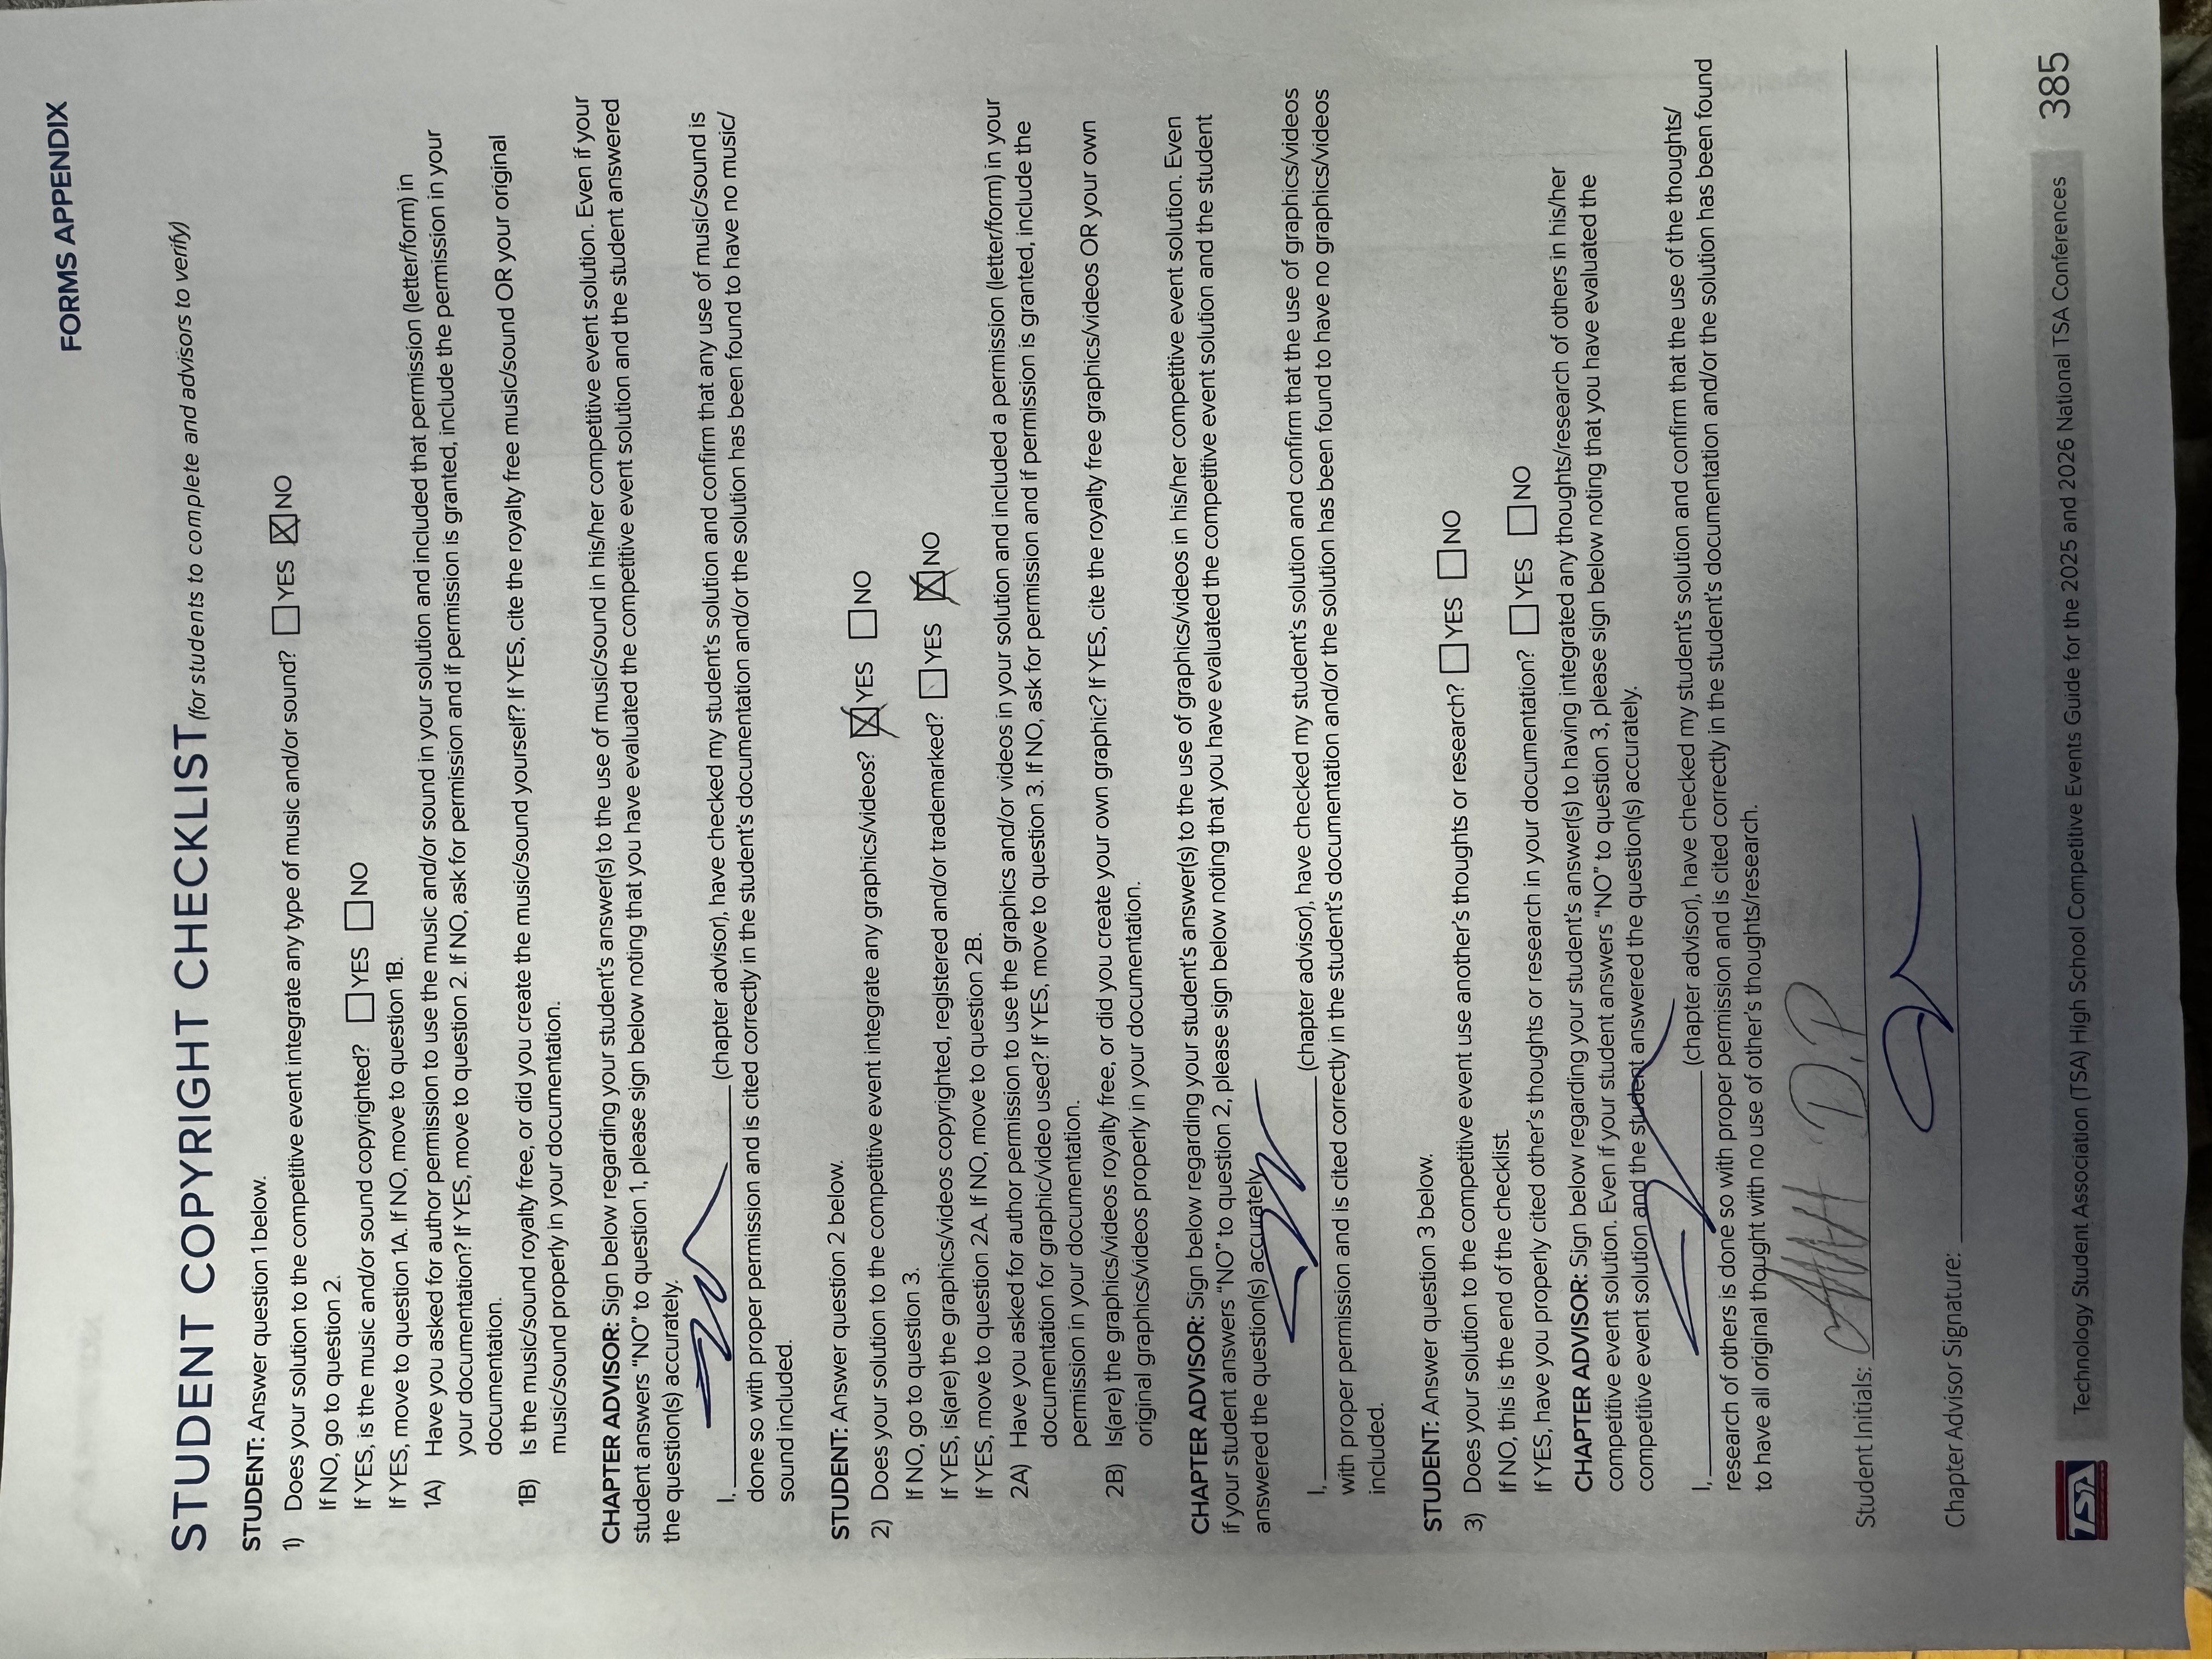 FORMS APPENDIX
STUDENT COPYRIGHT CHECKLIST (for students to complete and advisors to verify)
STUDENT: Answer question 1 below.
1) Does your solution to the competitive event integrate any type of music and/or sound? ☐ YES ☒ NO
If NO, go to question 2.
If YES, is the music and/or sound copyrighted? ☐ YES ☐ NO
If YES, move to question 1A. If NO, move to question 1B.
1A) Have you asked for author permission to use the music and/or sound in your solution and included that permission (letter/form) in
your documentation? If YES, move to question 2. If NO, ask for permission and if permission is granted, include the permission in your
documentation.
1B) Is the music/sound royalty free, or did you create the music/sound yourself? If YES, cite the royalty free music/sound OR your original
music/sound properly in your documentation.
CHAPTER ADVISOR: Sign below regarding your student's answer(s) to the use of music/sound in his/her competitive event solution. Even if your
student answers “NO” to question 1, please sign below noting that you have evaluated the competitive event solution and the student answered
the question(s) accurately.
I, (chapter advisor), have checked my student's solution and confirm that any use of music/sound is
done so with proper permission and is cited correctly in the student's documentation and/or the solution has been found to have no music/
sound included.
STUDENT: Answer question 2 below.
2) Does your solution to the competitive event integrate any graphics/videos? ☒ YES ☐ NO
If NO, go to question 3.
If YES, is(are) the graphics/videos copyrighted, registered and/or trademarked? ☐ YES ☒ NO
If YES, move to question 2A. If NO, move to question 2B.
2A) Have you asked for author permission to use the graphics and/or videos in your solution and included a permission (letter/form) in your
documentation for graphic/video used? If YES, move to question 3. If NO, ask for permission and if permission is granted, include the
permission in your documentation.
2B) Is(are) the graphics/videos royalty free, or did you create your own graphic? If YES, cite the royalty free graphics/videos OR your own
original graphics/videos properly in your documentation.
CHAPTER ADVISOR: Sign below regarding your student's answer(s) to the use of graphics/videos in his/her competitive event solution. Even
if your student answers “NO” to question 2, please sign below noting that you have evaluated the competitive event solution and the student
answered the question(s) accurately.
I, (chapter advisor), have checked my student's solution and confirm that the use of graphics/videos
with proper permission and is cited correctly in the student's documentation and/or the solution has been found to have no graphics/videos
included.
STUDENT: Answer question 3 below.
3) Does your solution to the competitive event use another's thoughts or research? ☐ YES ☐ NO
If NO, this is the end of the checklist.
If YES, have you properly cited other's thoughts or research in your documentation? ☐ YES ☐ NO
CHAPTER ADVISOR: Sign below regarding your student's answer(s) to having integrated any thoughts/research of others in his/her
competitive event solution. Even if your student answers “NO” to question 3, please sign below noting that you have evaluated the
competitive event solution and the student answered the question(s) accurately.
I, (chapter advisor), have checked my student's solution and confirm that the use of the thoughts/
research of others is done so with proper permission and is cited correctly in the student's documentation and/or the solution has been found
to have all original thought with no use of other's thoughts/research.
Student Initials: D.P
Chapter Advisor Signature:
TSA Technology Student Association (TSA) High School Competitive Events Guide for the 2025 and 2026 National TSA Conferences 385